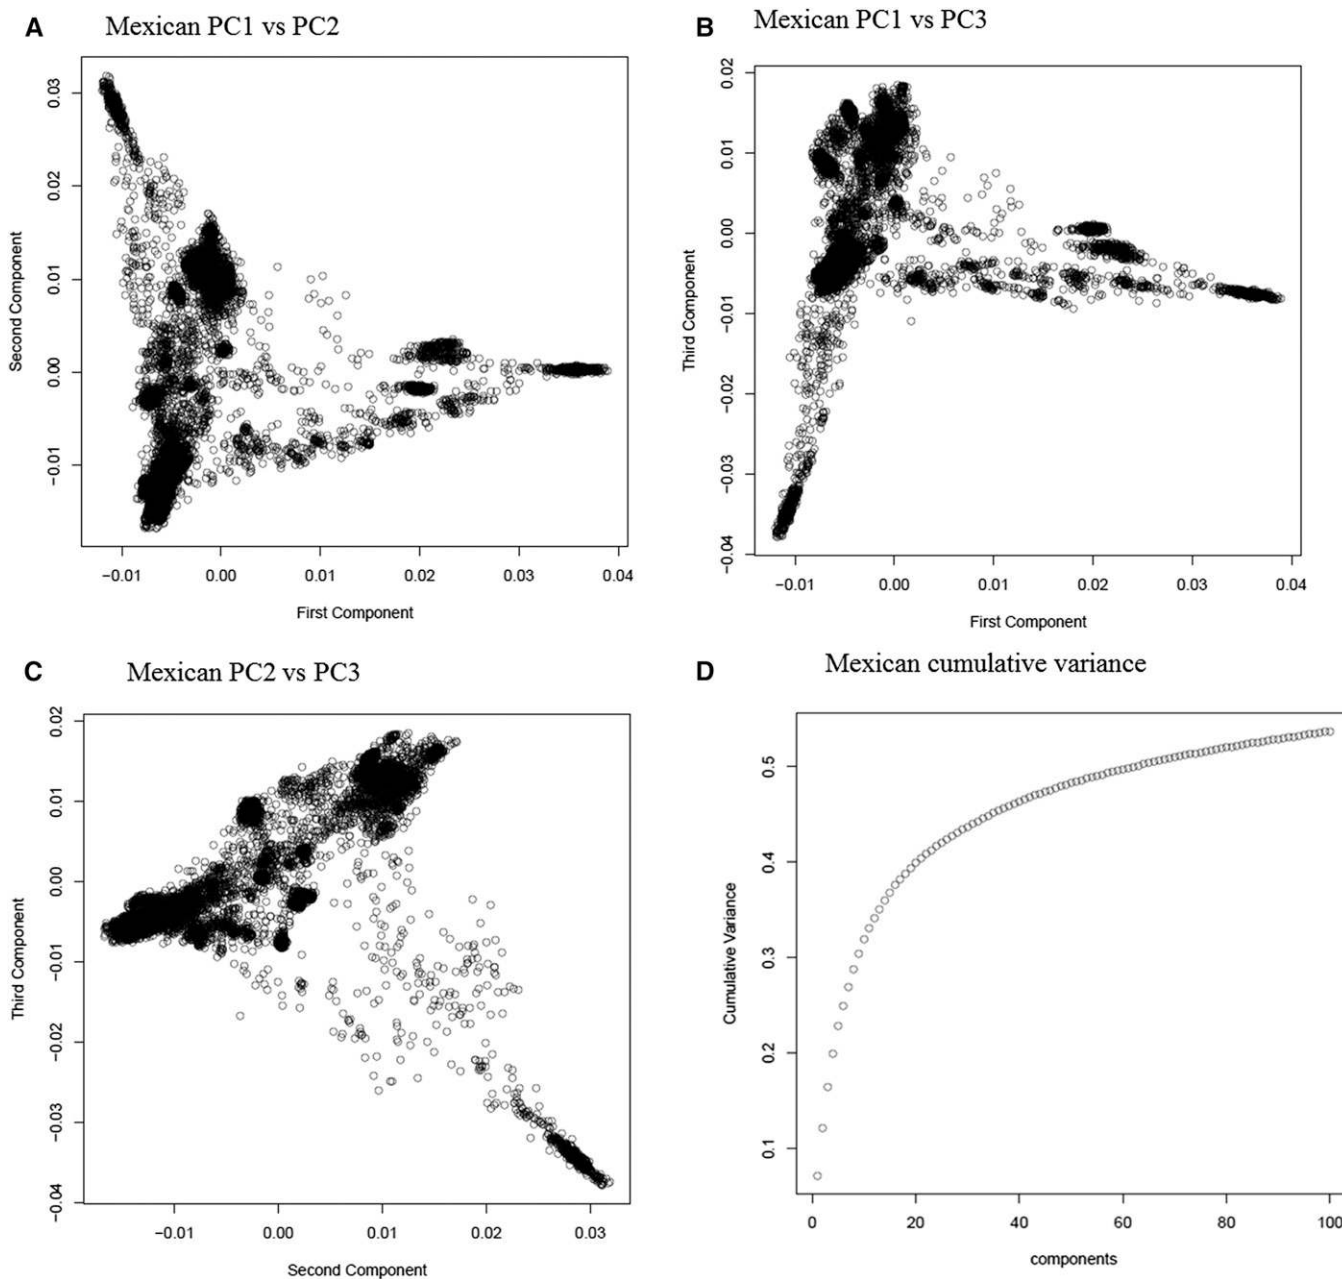 A Mexican PC1 vs PC2
Second Component
0.03
0.02
0.01
0.00
−0.01
−0.01 0.00 0.01 0.02 0.03 0.04
First Component
B Mexican PC1 vs PC3
Third Component
0.02
0.01
0.00
−0.01
−0.02
−0.03
−0.04
−0.01 0.00 0.01 0.02 0.03 0.04
First Component
C Mexican PC2 vs PC3
Third Component
0.02
0.01
0.00
−0.01
−0.02
−0.03
−0.04
−0.01 0.00 0.01 0.02 0.03
Second Component
D Mexican cumulative variance
Cumulative Variance
0.5
0.4
0.3
0.2
0.1
0 20 40 60 80 100
components